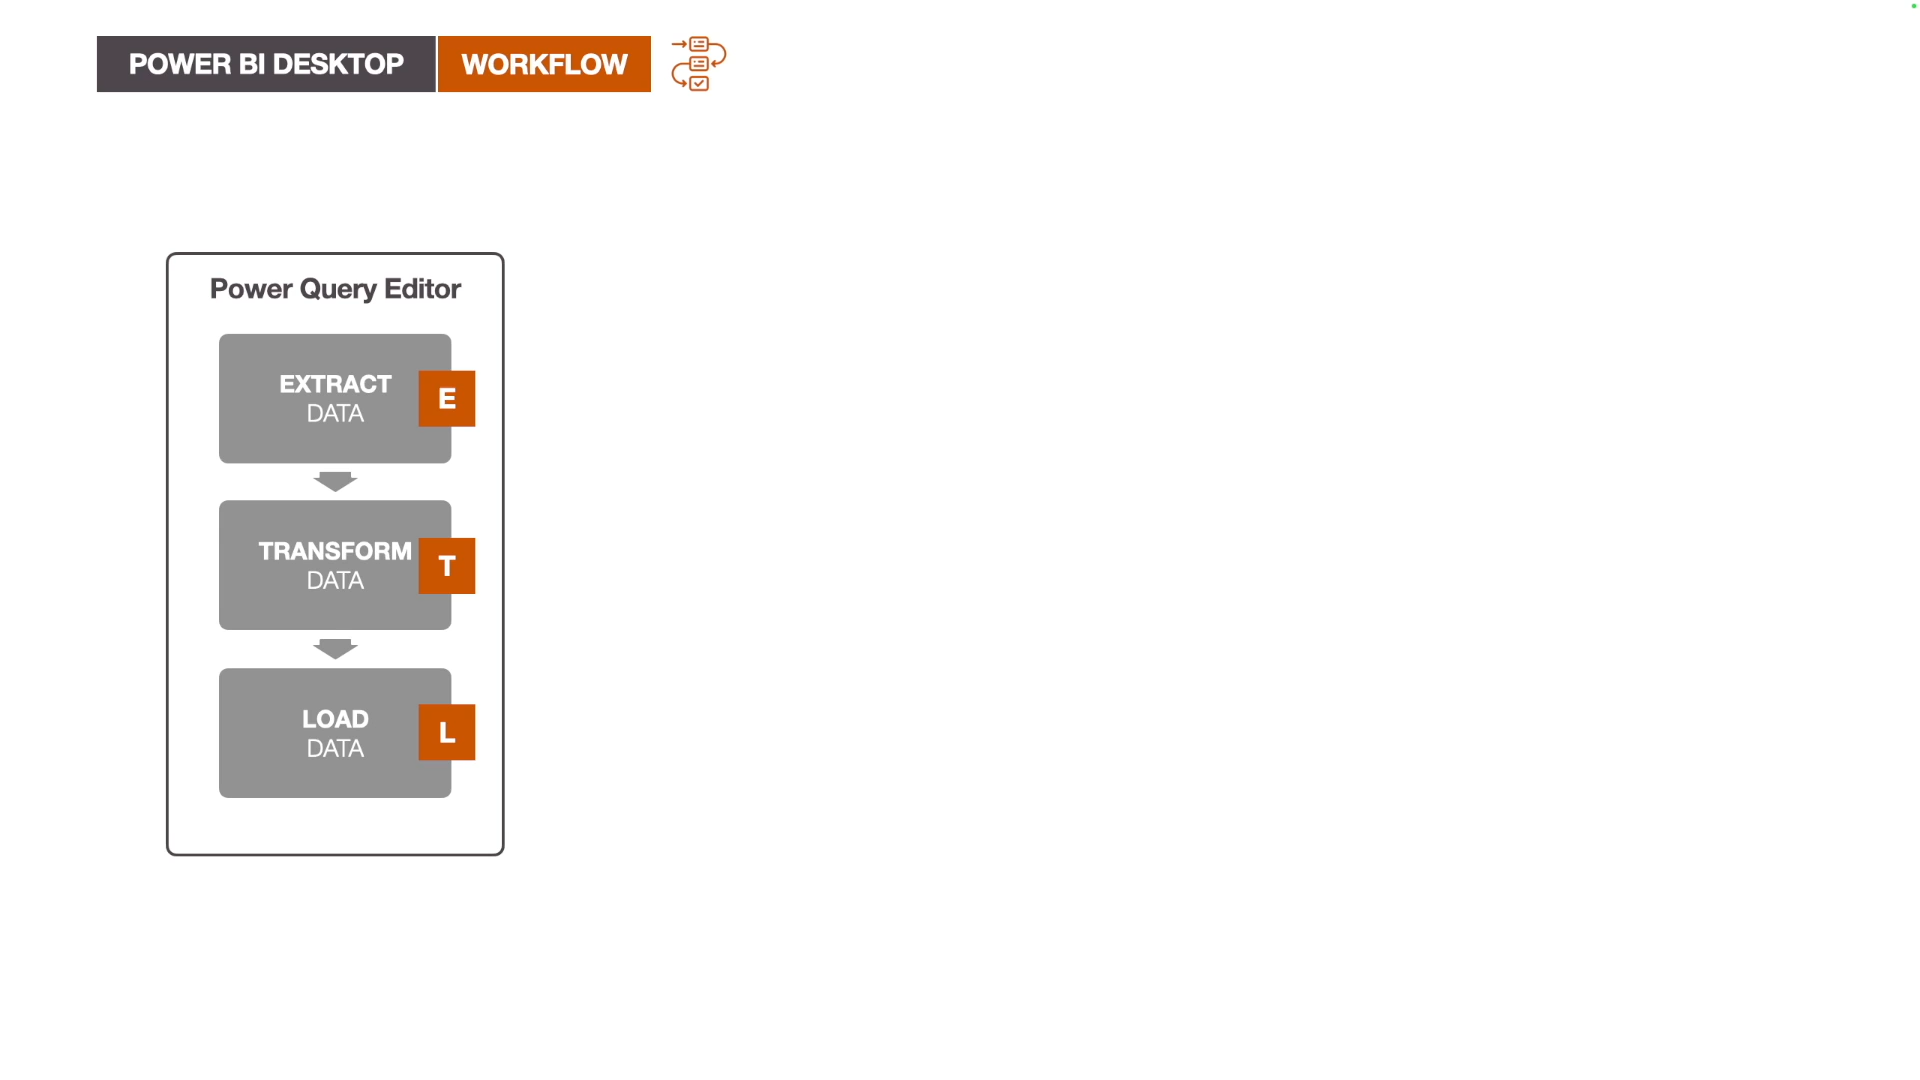 POWER BI DESKTOP WORKFLOW
Power Query Editor
EXTRACT
DATA
E
TRANSFORM
DATA
T
LOAD
DATA
L